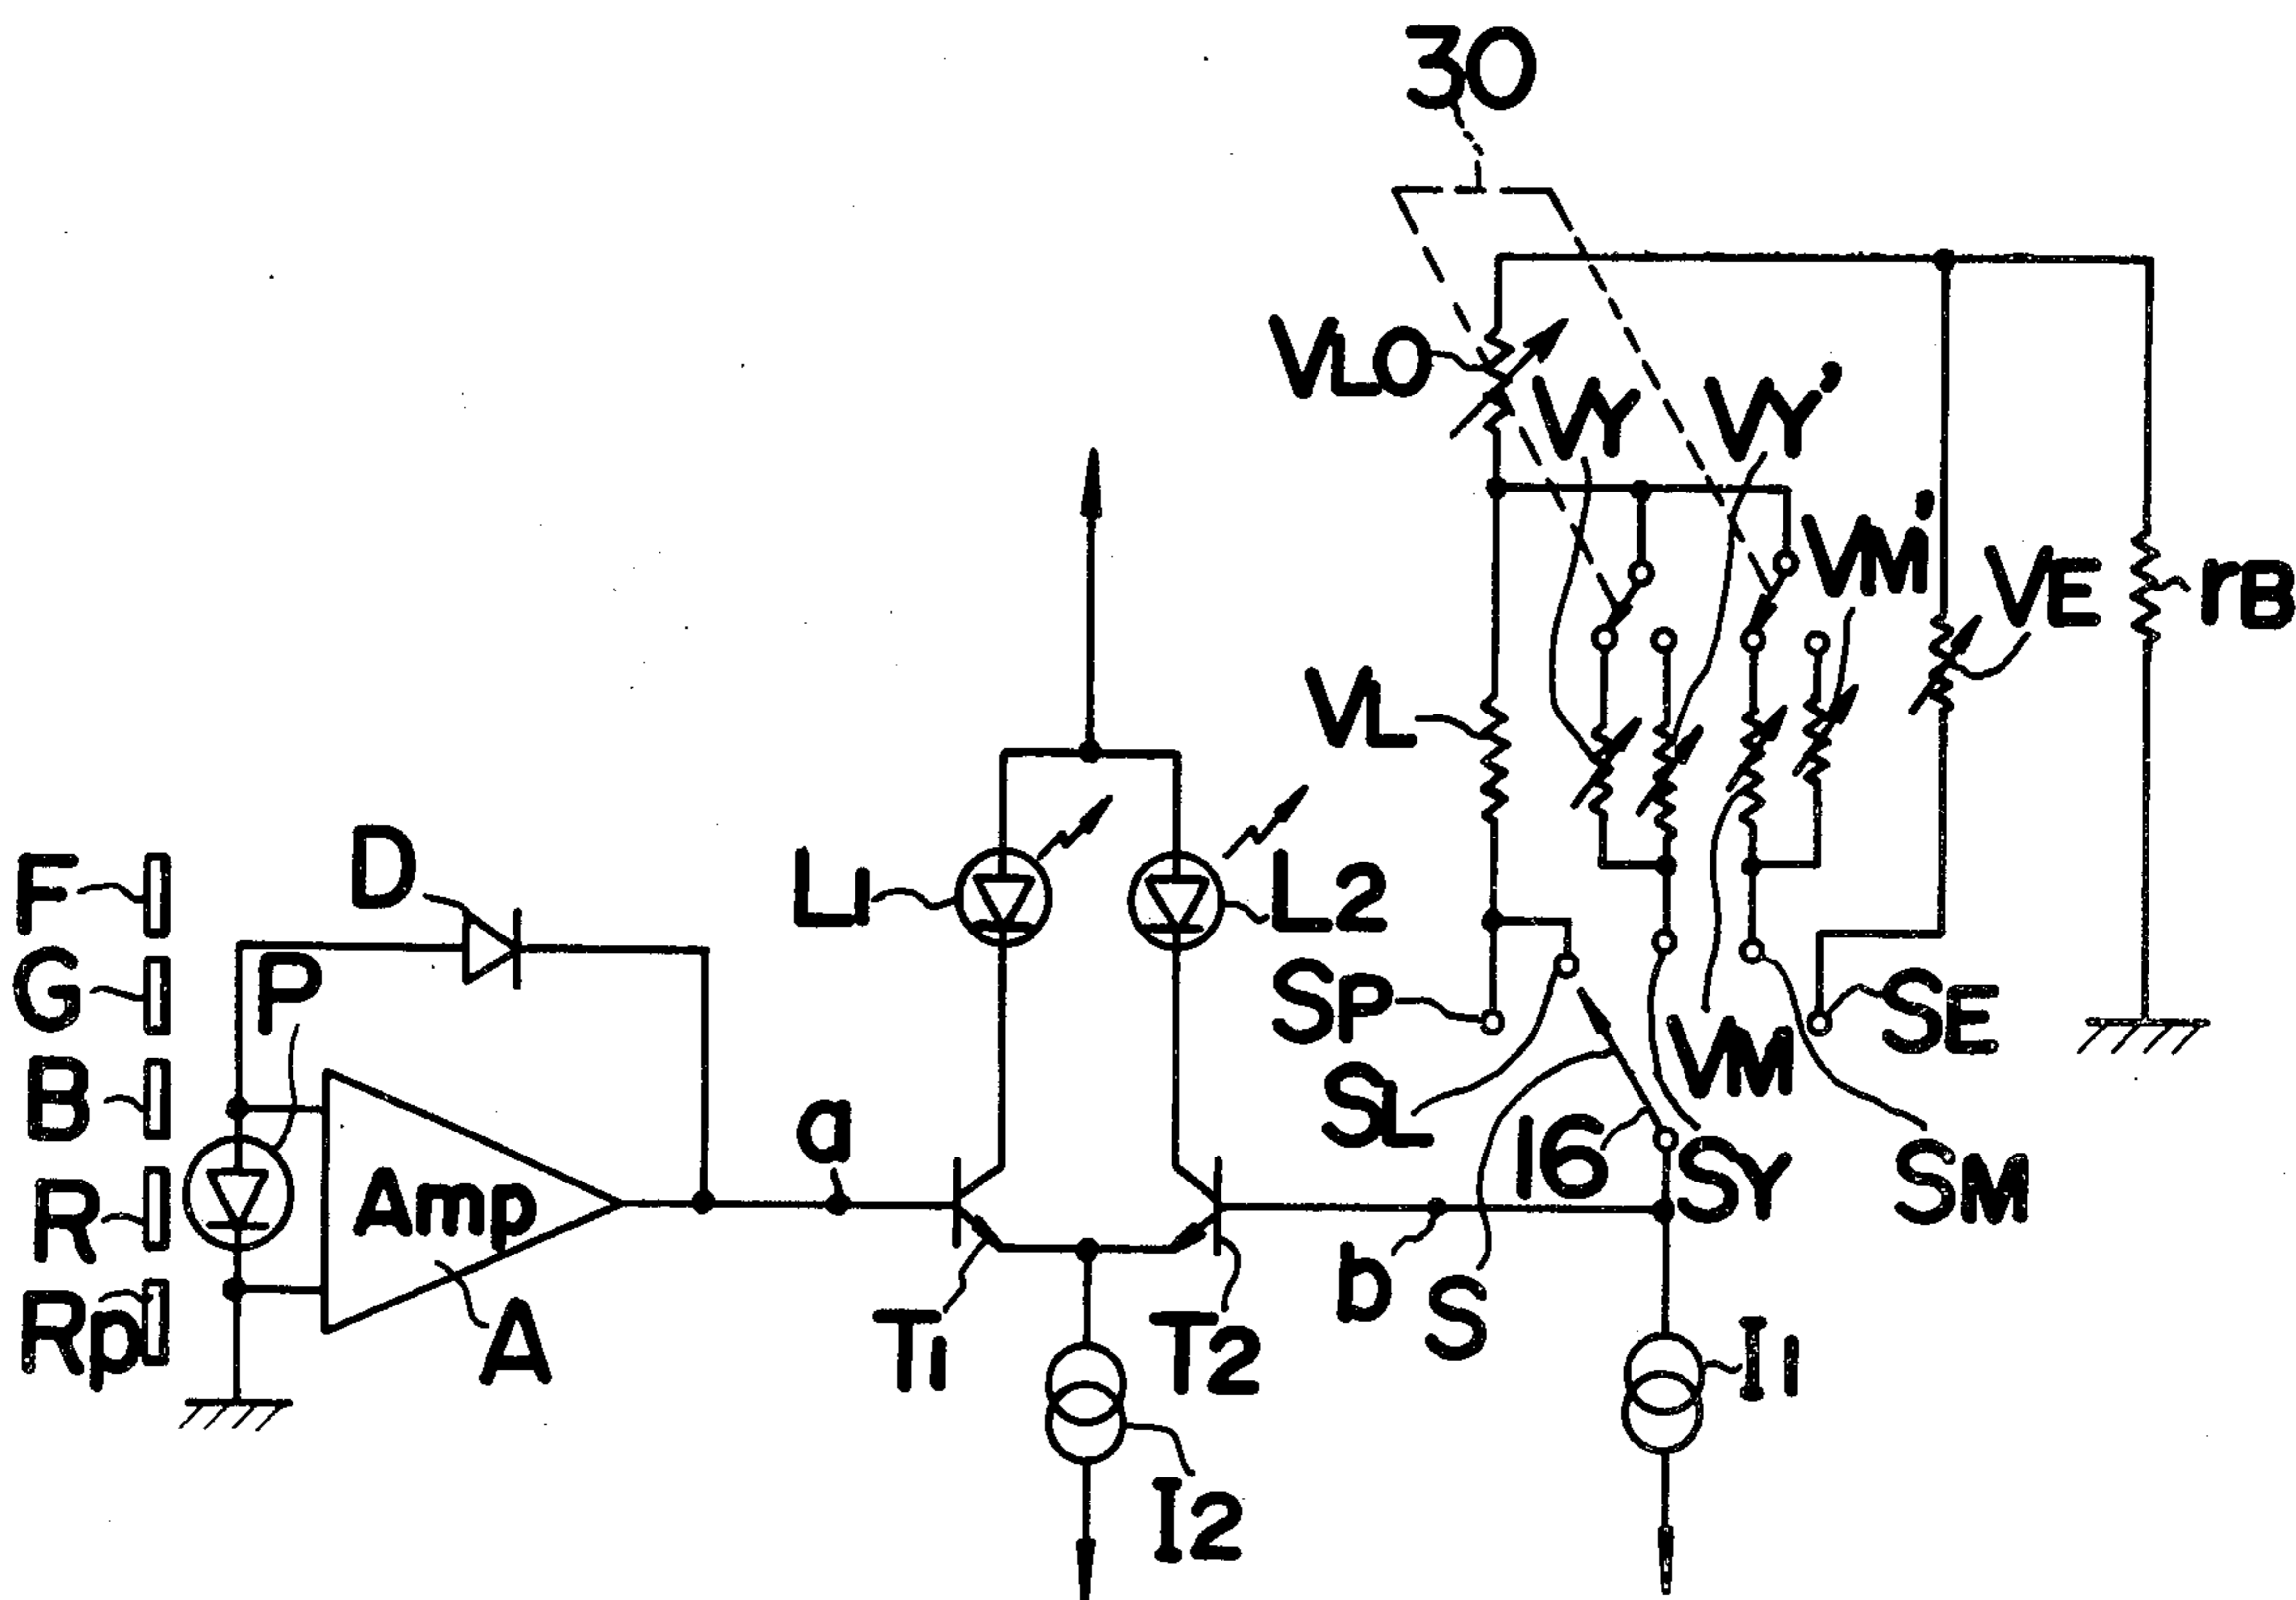 30
VLO
VY
VY'
VM'
VE
rB
VL
F
D
L1
L2
G
P
SP
SE
B
SL
VM
a
16
R
Amp
SY
SM
Rp
A
T1
T2
b
S
I1
I2